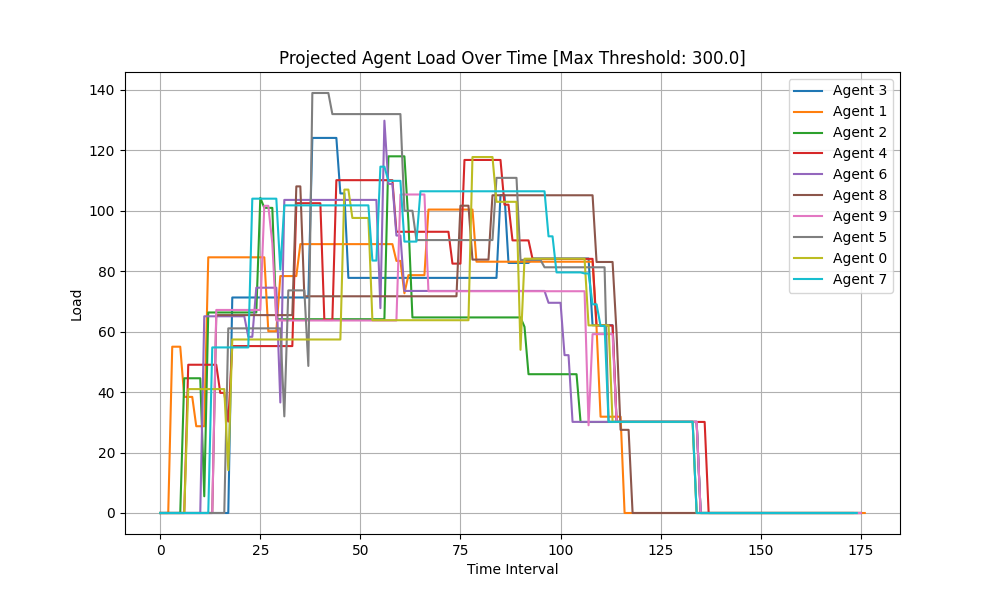 Projected Agent Load Over Time [Max Threshold: 300.0]
Load
140
120
100
80
60
40
20
0
0 25 50 75 100 125 150 175
Time Interval
Agent 3
Agent 1
Agent 2
Agent 4
Agent 6
Agent 8
Agent 9
Agent 5
Agent 0
Agent 7